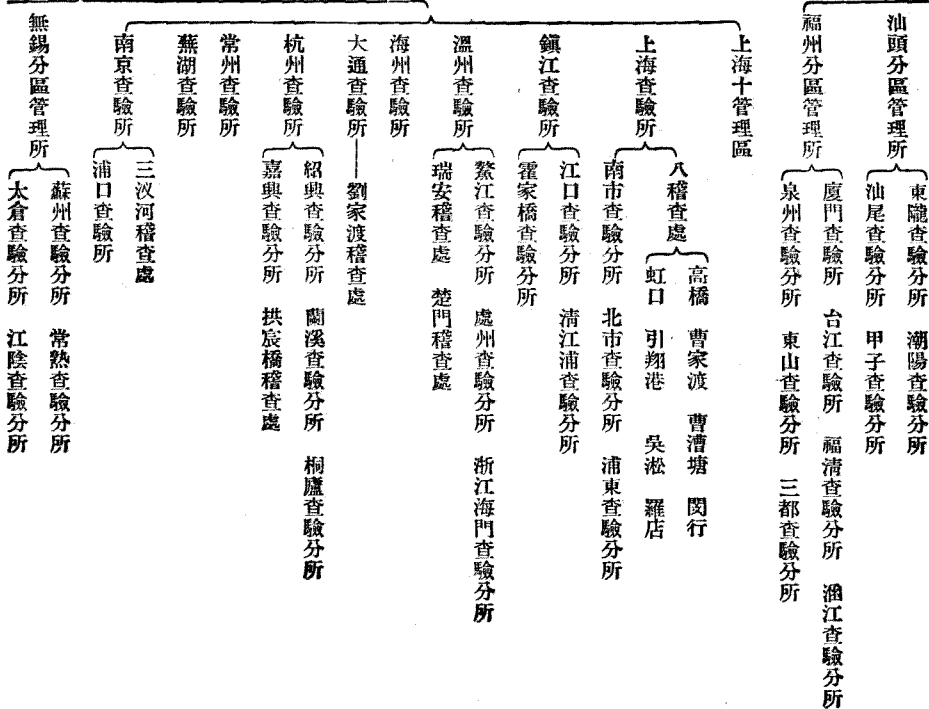 汕頭分區管理所
東隴查驗分所　潮陽查驗分所
汕尾查驗分所　甲子查驗分所
福州分區管理所
廈門查驗所　台江查驗所　福清查驗分所　涵江查驗分所
泉州查驗分所　東山查驗分所　三都查驗分所
上海十管理區
上海查驗所
八稽查處
高橋　曹家渡　曹漕塘　閔行
虹口　引翔港　吳淞　羅店
南市查驗分所　北市查驗分所　浦東查驗分所
鎭江查驗所
江口查驗分所　清江浦查驗分所
霍家橋查驗分所
溫州查驗所
鰲江查驗分所　處州查驗分所　浙江海門查驗分所
瑞安稽查處　楚門稽查處
海州查驗所
大通查驗所——劉家渡稽查處
杭州查驗所
紹興查驗分所　蘭溪查驗分所　桐廬查驗分所
嘉興查驗分所　拱宸橋稽查處
常州查驗所
蕪湖查驗所
南京查驗所
三汊河稽查處
浦口查驗所
無錫分區管理所
蘇州查驗分所　常熟查驗分所
太倉查驗分所　江陰查驗分所